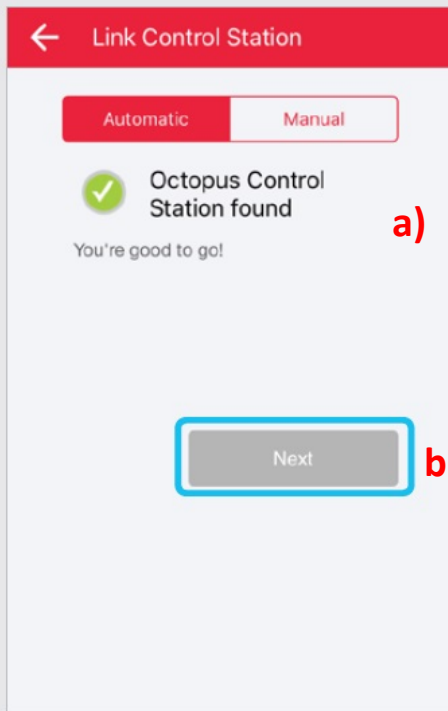 Link Control Station
Automatic Manual
Octopus Control
Station found
a)
You're good to go!
Next
b